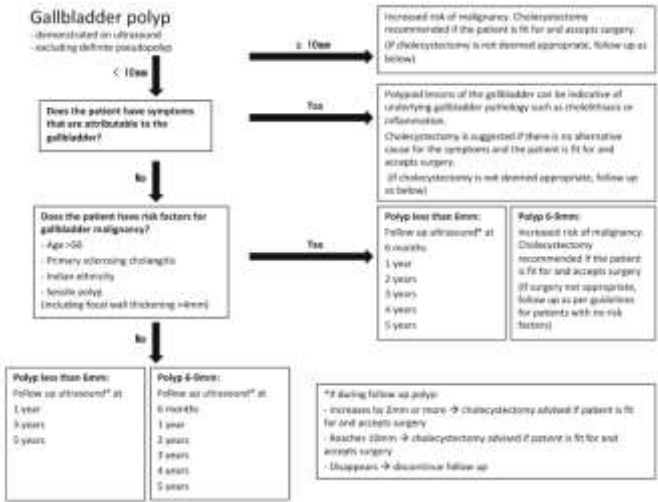 Gallbladder polyp
- demonstrated on ultrasound
- excluding definite pseudopolyp
≥ 10mm
Increased risk of malignancy. Cholecystectomy
recommended if the patient is fit for and accepts surgery.
(If cholecystectomy is not deemed appropriate, follow up as
below)
< 10mm
Does the patient have symptoms
that are attributable to the
gallbladder?
Yes
Polypoid lesions of the gallbladder can be indicative of
underlying gallbladder pathology such as cholelithiasis or
inflammation.
Cholecystectomy is suggested if there is no alternative
cause for the symptoms and the patient is fit for and
accepts surgery.
(If cholecystectomy is not deemed appropriate, follow up
as below)
No
Does the patient have risk factors for
gallbladder malignancy?
- Age >50
- Primary sclerosing cholangitis
- Indian ethnicity
- Sessile polyp
(including focal wall thickening >4mm)
Yes
Polyp less than 6mm:
Follow up ultrasound* at
6 months
1 year
2 years
3 years
4 years
5 years
Polyp 6-9mm:
Increased risk of malignancy.
Cholecystectomy
recommended if the patient
is fit for and accepts surgery
(If surgery not appropriate,
follow up as per guidelines
for patients with no risk
factors)
No
Polyp less than 6mm:
Follow up ultrasound* at
1 year
3 years
5 years
Polyp 6-9mm:
Follow up ultrasound* at
6 months
1 year
2 years
3 years
4 years
5 years
*If during follow up polyp:
- Increases by 2mm or more → cholecystectomy advised if patient is fit
for and accepts surgery
- Reaches 10mm → cholecystectomy advised if patient is fit for and
accepts surgery
- Disappears → discontinue follow up